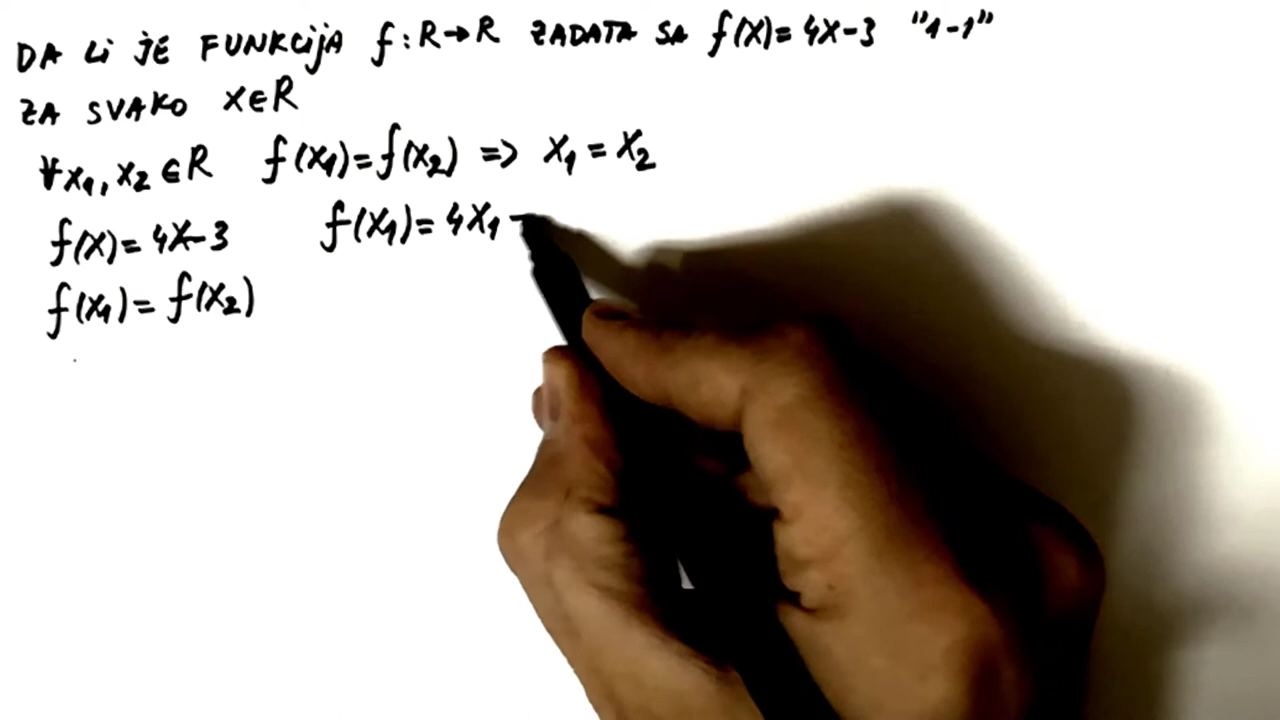 DA LI JE FUNKCIJA f : R→R ZADATA SA f(x) = 4x-3 "1-1"
ZA SVAKO x∈R
∀x₁, x₂ ∈ R f(x₁) = f(x₂) => x₁ = x₂
f(x) = 4x-3 f(x₁) = 4x₁ -
f(x₁) = f(x₂)